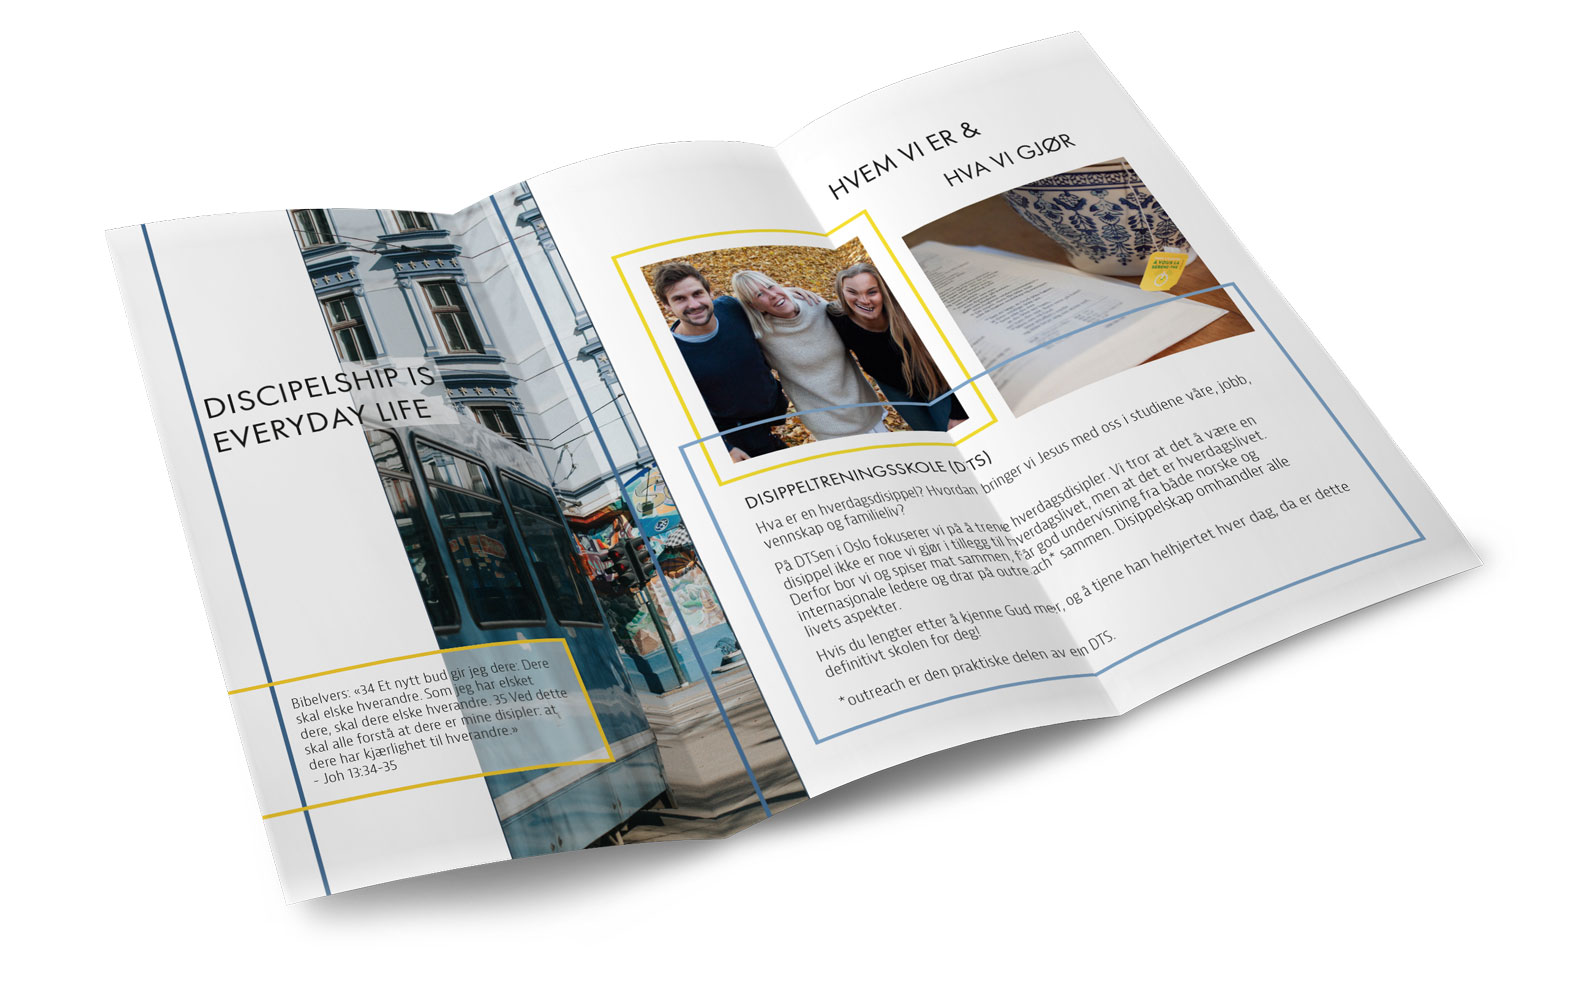 DISCIPELSHIP IS
EVERYDAY LIFE
Bibelvers: «34 Et nytt bud gir jeg dere: Dere
skal elske hverandre. Som jeg har elsket
dere, skal dere elske hverandre. 35 Ved dette
skal alle forstå at dere er mine disipler: at
dere har kjærlighet til hverandre.»
- Joh 13:34-35
HVEM VI ER &
HVA VI GJØR
DISIPPELTRENINGSSKOLE (DTS)
Hva er en hverdagsdisippel? Hvordan bringer vi Jesus med oss i studiene våre, jobb,
vennskap og familieliv?
På DTSen i Oslo fokuserer vi på å trene hverdagsdisipler. Vi tror at det å være en
disippel ikke er noe vi gjør i tillegg til hverdagslivet, men at det er hverdagslivet.
Derfor bor vi og spiser mat sammen, får god undervisning fra både norske og
internasjonale ledere og drar på outreach* sammen. Disippelskap omhandler alle
livets aspekter.
Hvis du lengter etter å kjenne Gud mer, og å tjene han helhjertet hver dag, da er dette
definitivt skolen for deg!
*outreach er den praktiske delen av en DTS.